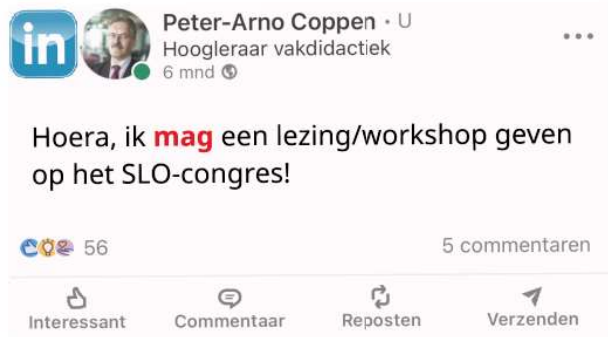 in
Peter-Arno Coppen · U
Hoogleraar vakdidactiek
6 mnd
Hoera, ik mag een lezing/workshop geven
op het SLO-congres!
56
5 commentaren
Interessant
Commentaar
Reposten
Verzenden